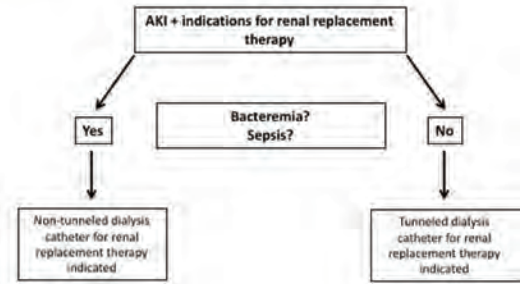 AKI + indications for renal replacement
therapy
Bacteremia?
Sepsis?
Yes
No
Non-tunneled dialysis
catheter for renal
replacement therapy
indicated
Tunneled dialysis
catheter for renal
replacement therapy
indicated